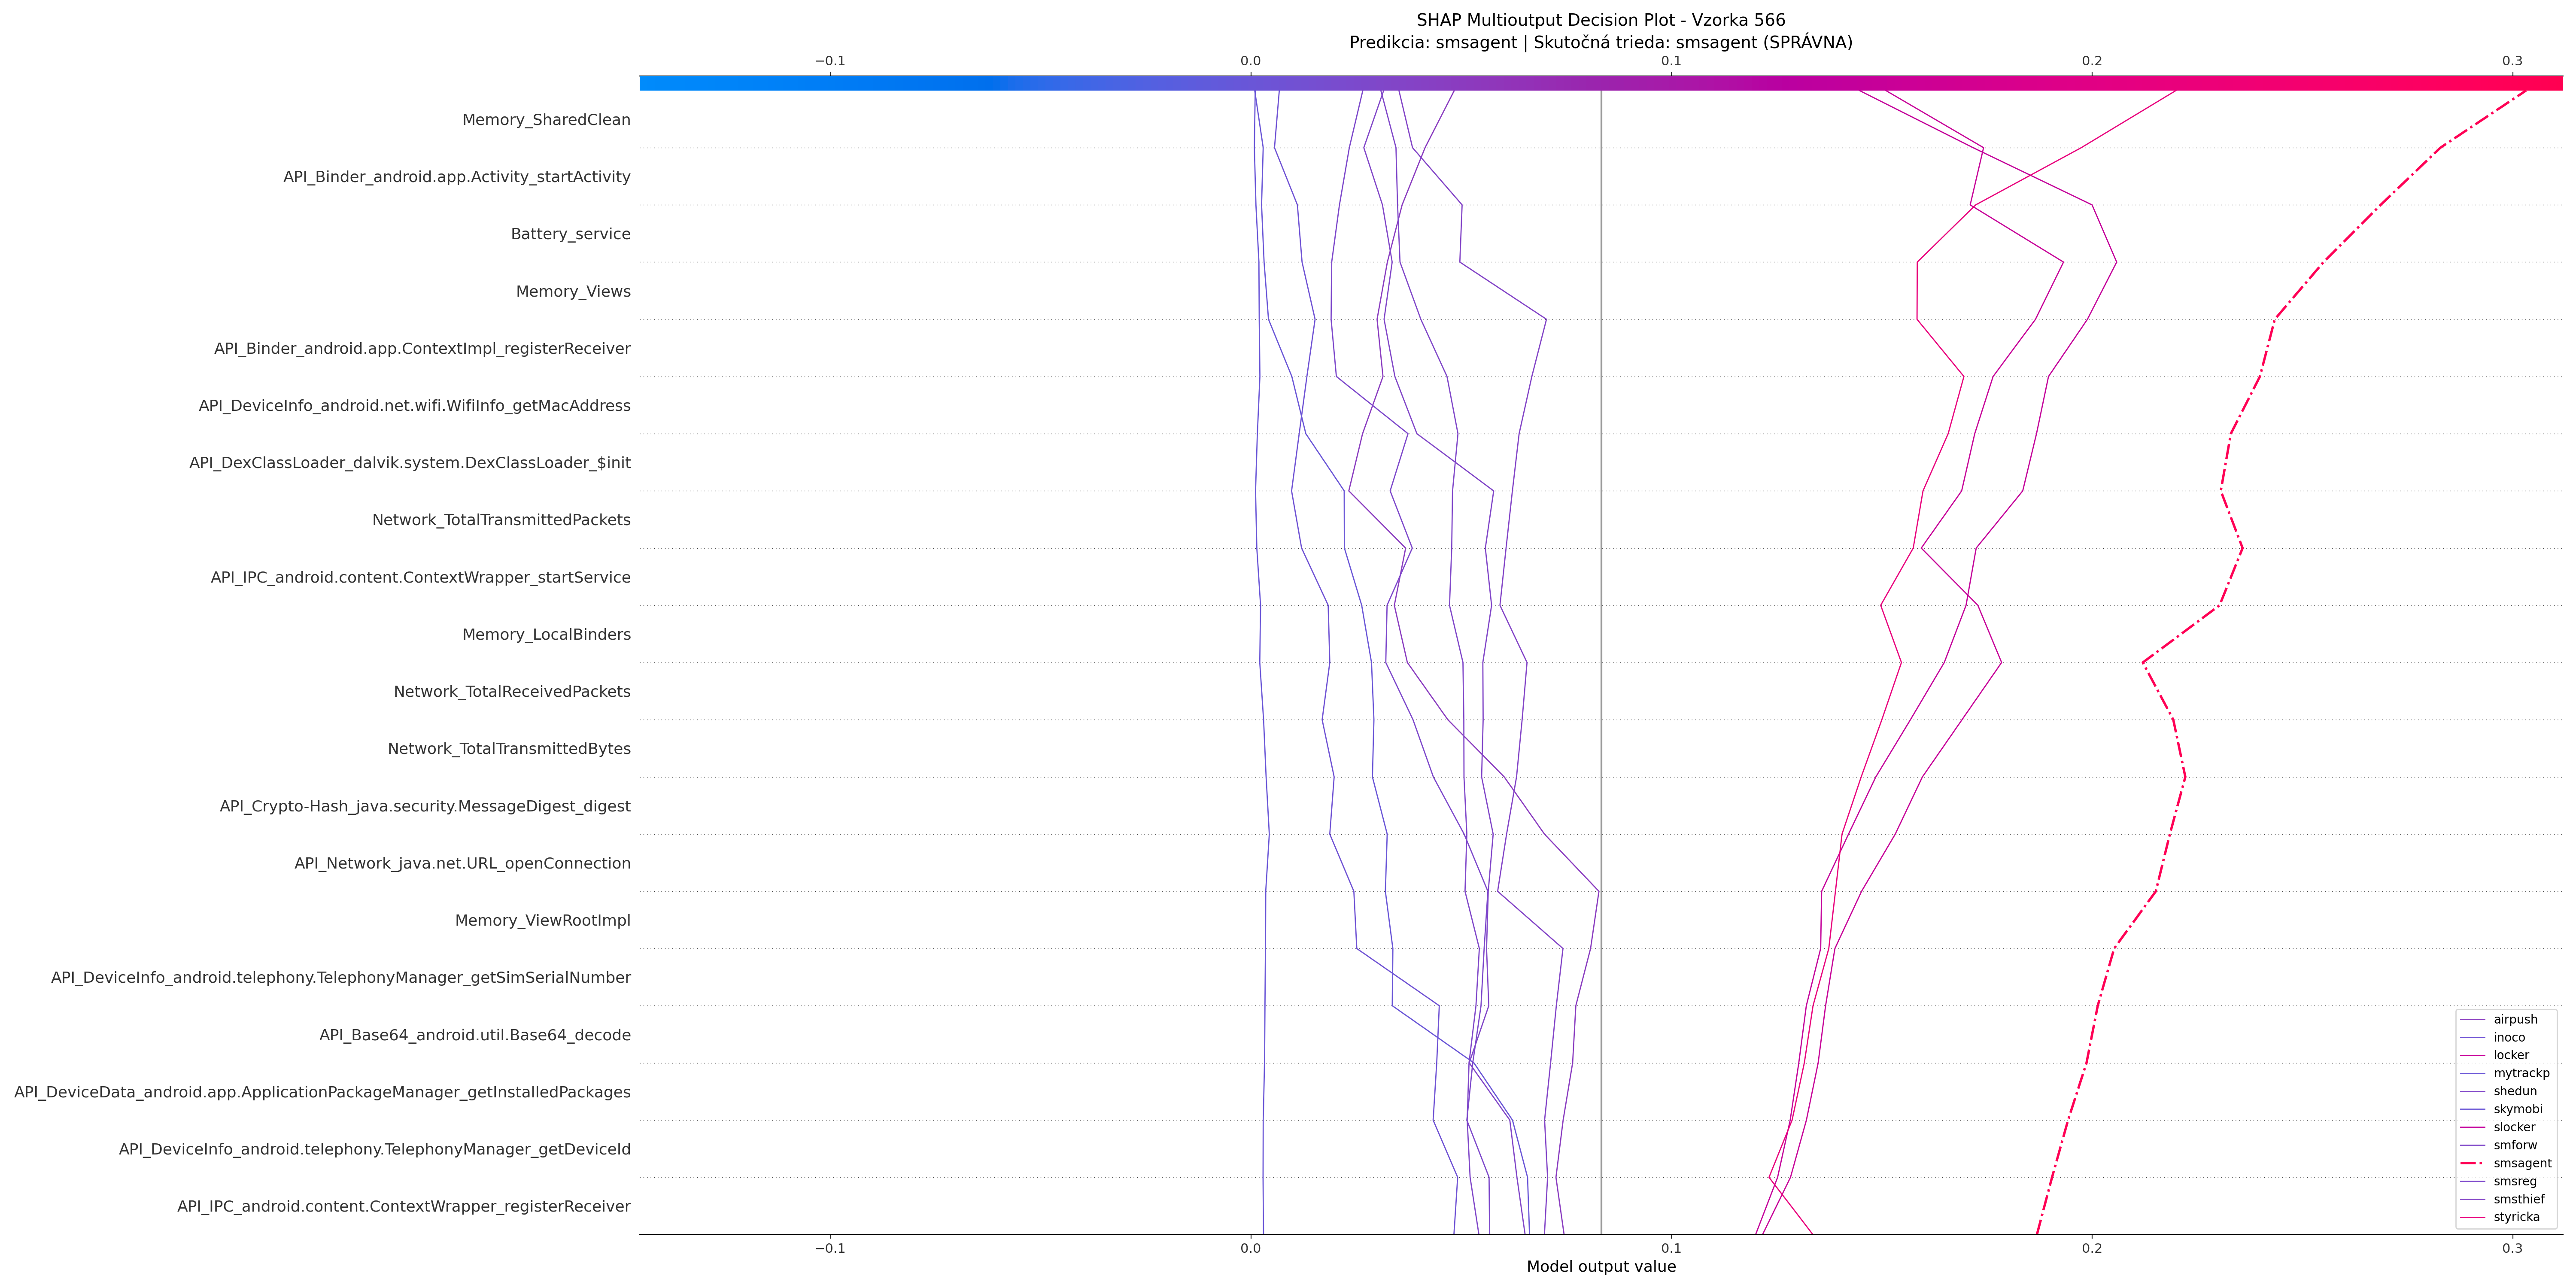 SHAP Multioutput Decision Plot - Vzorka 566
Predikcia: smsagent | Skutočná trieda: smsagent (SPRÁVNA)
−0.1 0.0 0.1 0.2 0.3
Memory_SharedClean
API_Binder_android.app.Activity_startActivity
Battery_service
Memory_Views
API_Binder_android.app.ContextImpl_registerReceiver
API_DeviceInfo_android.net.wifi.WifiInfo_getMacAddress
API_DexClassLoader_dalvik.system.DexClassLoader_$init
Network_TotalTransmittedPackets
API_IPC_android.content.ContextWrapper_startService
Memory_LocalBinders
Network_TotalReceivedPackets
Network_TotalTransmittedBytes
API_Crypto-Hash_java.security.MessageDigest_digest
API_Network_java.net.URL_openConnection
Memory_ViewRootImpl
API_DeviceInfo_android.telephony.TelephonyManager_getSimSerialNumber
API_Base64_android.util.Base64_decode
API_DeviceData_android.app.ApplicationPackageManager_getInstalledPackages
API_DeviceInfo_android.telephony.TelephonyManager_getDeviceId
API_IPC_android.content.ContextWrapper_registerReceiver
airpush
inoco
locker
mytrackp
shedun
skymobi
slocker
smforw
smsagent
smsreg
smsthief
styricka
−0.1 0.0 0.1 0.2 0.3
Model output value